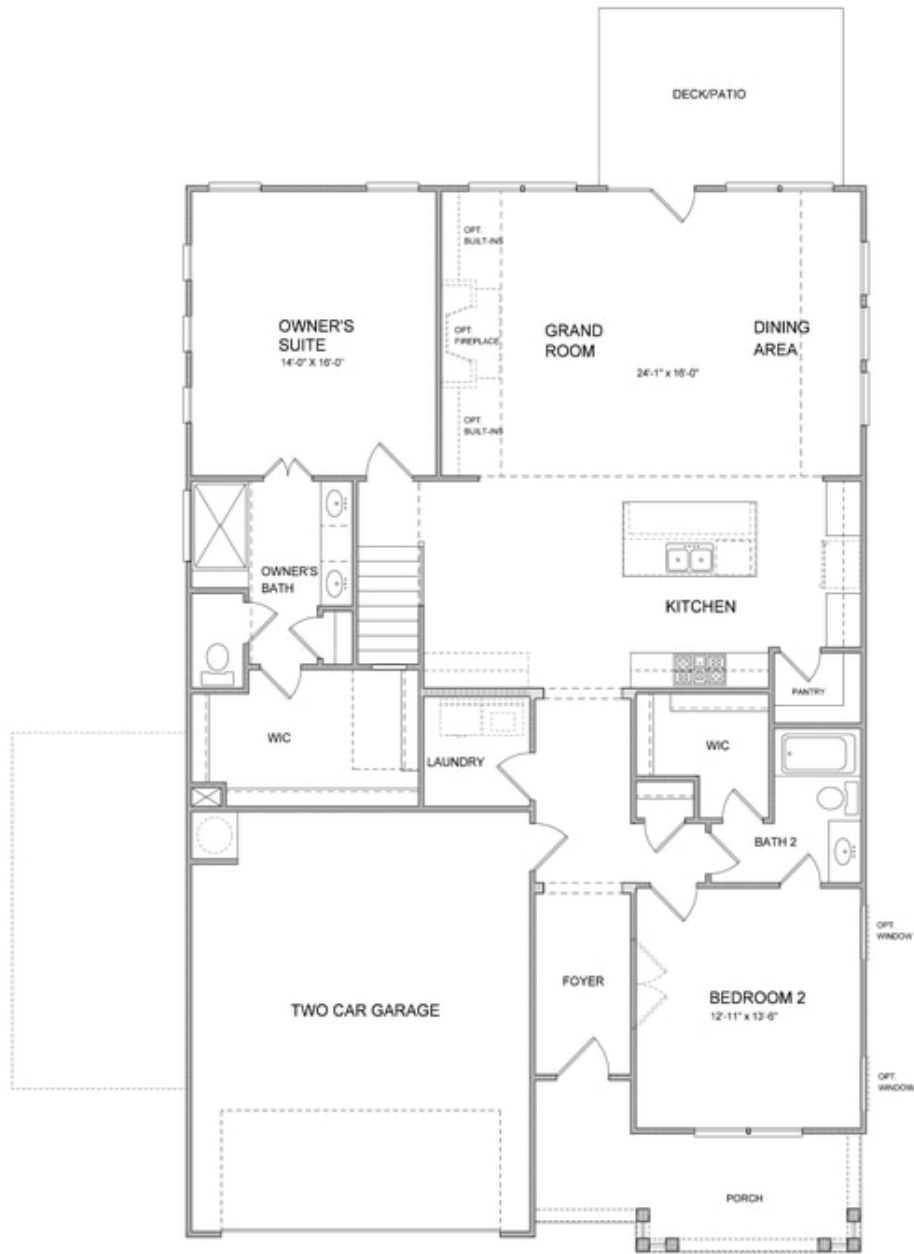 DECK/PATIO
OPT.
BUILT-INS
OWNER'S
SUITE
14'-0" X 16'-0"
OPT.
FIREPLACE
GRAND
ROOM
DINING
AREA
24'-1" x 16'-0"
OPT.
BUILT-INS
OWNER'S
BATH
KITCHEN
PANTRY
WIC
LAUNDRY
WIC
BATH 2
OPT.
WINDOW
TWO CAR GARAGE
FOYER
BEDROOM 2
12'-11" x 13'-6"
OPT.
WINDOW
PORCH